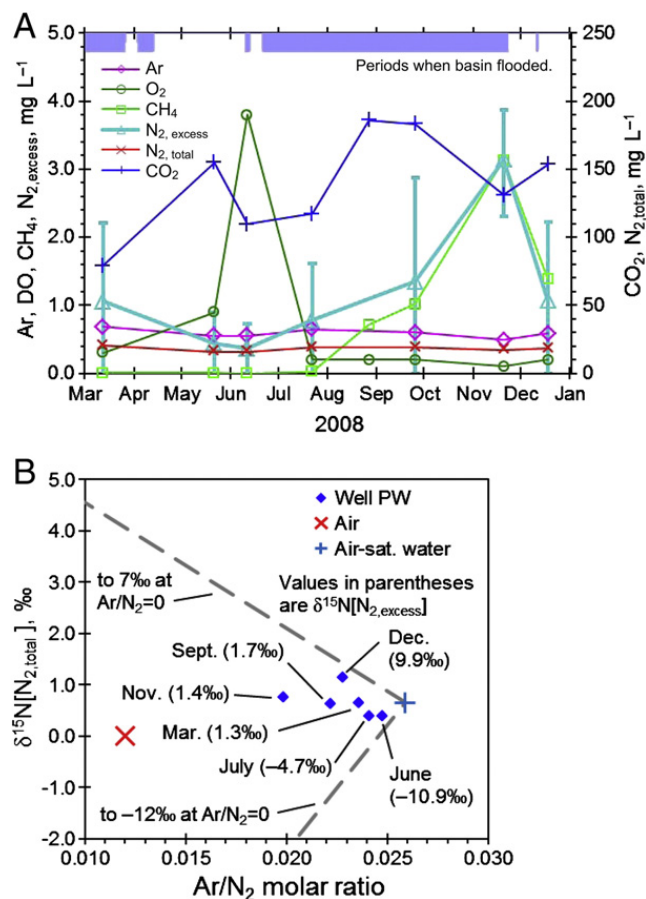 A
5.0
4.0
3.0
2.0
1.0
0.0
Ar, DO, CH₄, N₂,excess, mg L⁻¹
250
200
150
100
50
0
CO₂, N₂,total, mg L⁻¹
Periods when basin flooded.
Ar
O₂
CH₄
N₂, excess
N₂, total
CO₂
Mar Apr May Jun Jul Aug Sep Oct Nov Dec Jan
2008
B
5.0
4.0
3.0
2.0
1.0
0.0
-1.0
-2.0
δ¹⁵N[N₂,total], ‰
Well PW
Air
Air-sat. water
to 7‰ at
Ar/N₂=0
Values in parentheses
are δ¹⁵N[N₂,excess]
Sept. (1.7‰)
Dec.
(9.9‰)
Nov. (1.4‰)
Mar. (1.3‰)
July (–4.7‰)
June
(–10.9‰)
to –12‰ at Ar/N₂=0
0.010 0.015 0.020 0.025 0.030
Ar/N₂ molar ratio